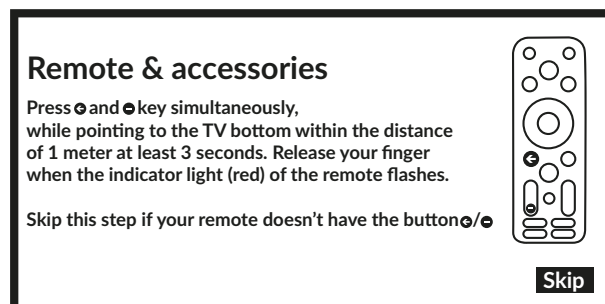 Remote & accessories
Press and key simultaneously,
while pointing to the TV bottom within the distance
of 1 meter at least 3 seconds. Release your finger
when the indicator light (red) of the remote flashes.
Skip this step if your remote doesn't have the button /
Skip